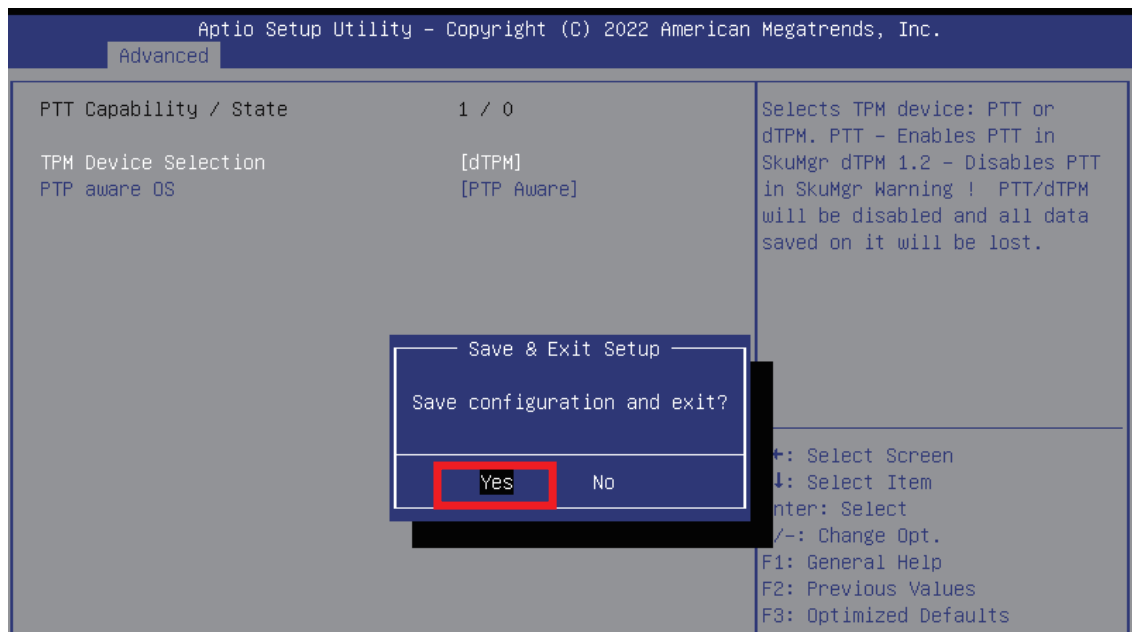 Aptio Setup Utility – Copyright (C) 2022 American Megatrends, Inc.
Advanced
PTT Capability / State 1 / 0
TPM Device Selection [dTPM]
PTP aware OS [PTP Aware]
Selects TPM device: PTT or
dTPM. PTT – Enables PTT in
SkuMgr dTPM 1.2 – Disables PTT
in SkuMgr Warning ! PTT/dTPM
will be disabled and all data
saved on it will be lost.
Save & Exit Setup
Save configuration and exit?
Yes No
: Select Screen
: Select Item
nter: Select
/-: Change Opt.
F1: General Help
F2: Previous Values
F3: Optimized Defaults